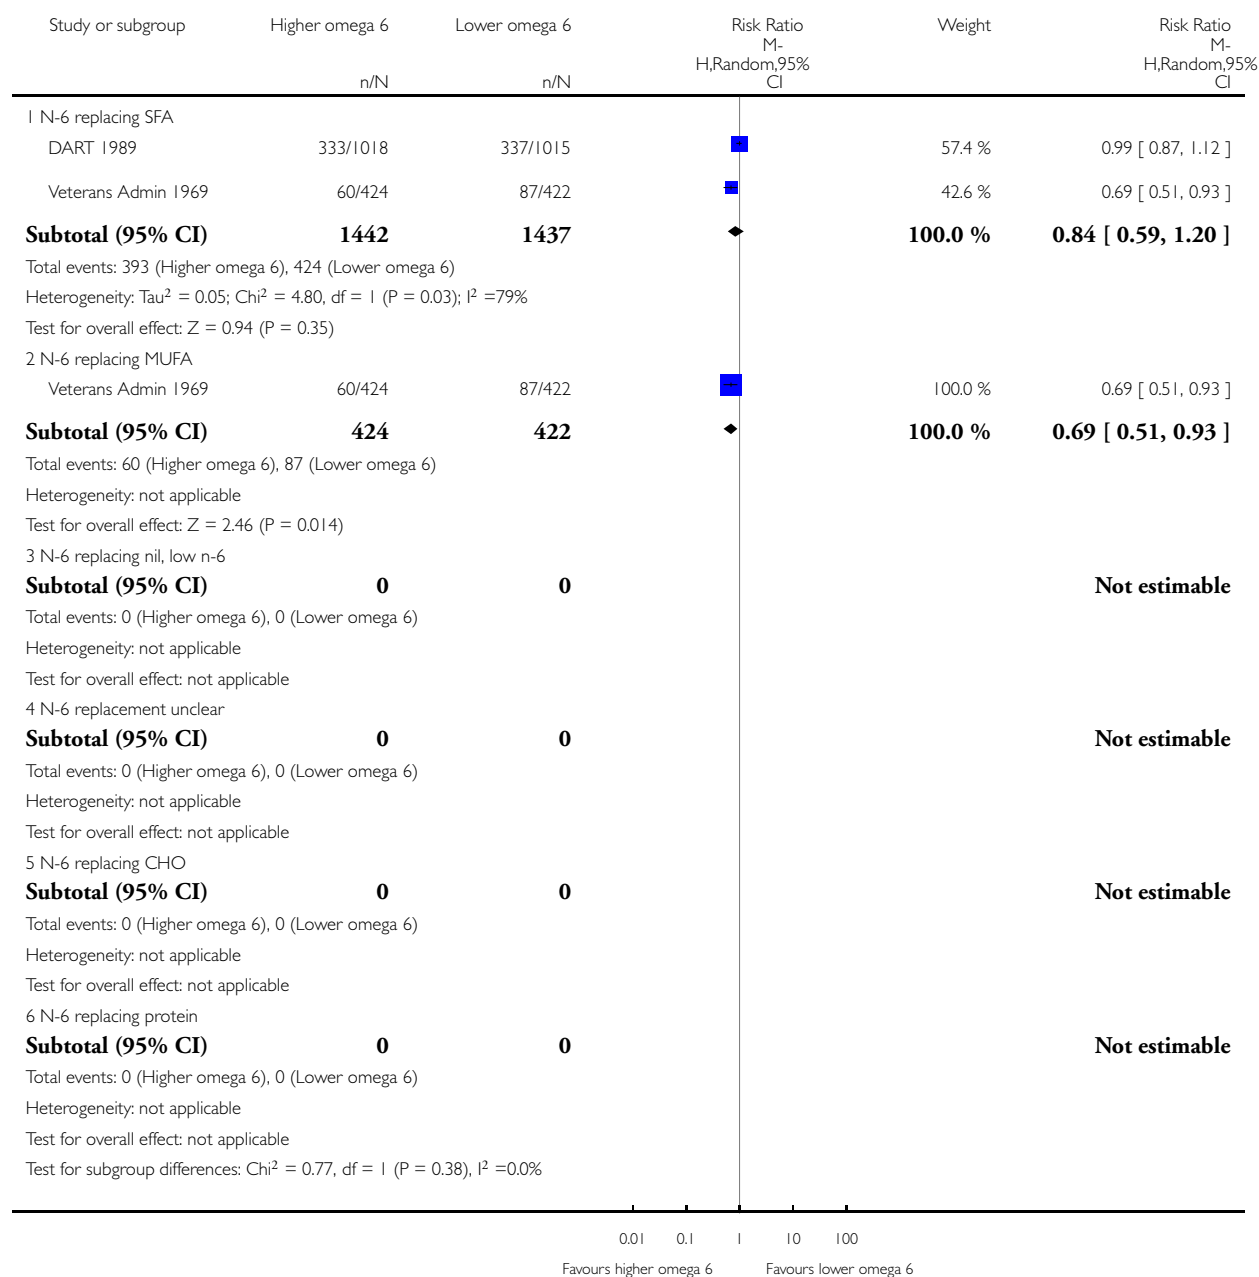 Study or subgroup Higher omega 6 Lower omega 6 Risk Ratio Weight Risk Ratio
M- M-
H,Random,95% H,Random,95%
n/N n/N CI CI
1 N-6 replacing SFA
DART 1989 333/1018 337/1015 57.4 % 0.99 [ 0.87, 1.12 ]
Veterans Admin 1969 60/424 87/422 42.6 % 0.69 [ 0.51, 0.93 ]
Subtotal (95% CI) 1442 1437 100.0 % 0.84 [ 0.59, 1.20 ]
Total events: 393 (Higher omega 6), 424 (Lower omega 6)
Heterogeneity: Tau² = 0.05; Chi² = 4.80, df = 1 (P = 0.03); I² =79%
Test for overall effect: Z = 0.94 (P = 0.35)
2 N-6 replacing MUFA
Veterans Admin 1969 60/424 87/422 100.0 % 0.69 [ 0.51, 0.93 ]
Subtotal (95% CI) 424 422 100.0 % 0.69 [ 0.51, 0.93 ]
Total events: 60 (Higher omega 6), 87 (Lower omega 6)
Heterogeneity: not applicable
Test for overall effect: Z = 2.46 (P = 0.014)
3 N-6 replacing nil, low n-6
Subtotal (95% CI) 0 0 Not estimable
Total events: 0 (Higher omega 6), 0 (Lower omega 6)
Heterogeneity: not applicable
Test for overall effect: not applicable
4 N-6 replacement unclear
Subtotal (95% CI) 0 0 Not estimable
Total events: 0 (Higher omega 6), 0 (Lower omega 6)
Heterogeneity: not applicable
Test for overall effect: not applicable
5 N-6 replacing CHO
Subtotal (95% CI) 0 0 Not estimable
Total events: 0 (Higher omega 6), 0 (Lower omega 6)
Heterogeneity: not applicable
Test for overall effect: not applicable
6 N-6 replacing protein
Subtotal (95% CI) 0 0 Not estimable
Total events: 0 (Higher omega 6), 0 (Lower omega 6)
Heterogeneity: not applicable
Test for overall effect: not applicable
Test for subgroup differences: Chi² = 0.77, df = 1 (P = 0.38), I² =0.0%
0.01 0.1 1 10 100
Favours higher omega 6 Favours lower omega 6